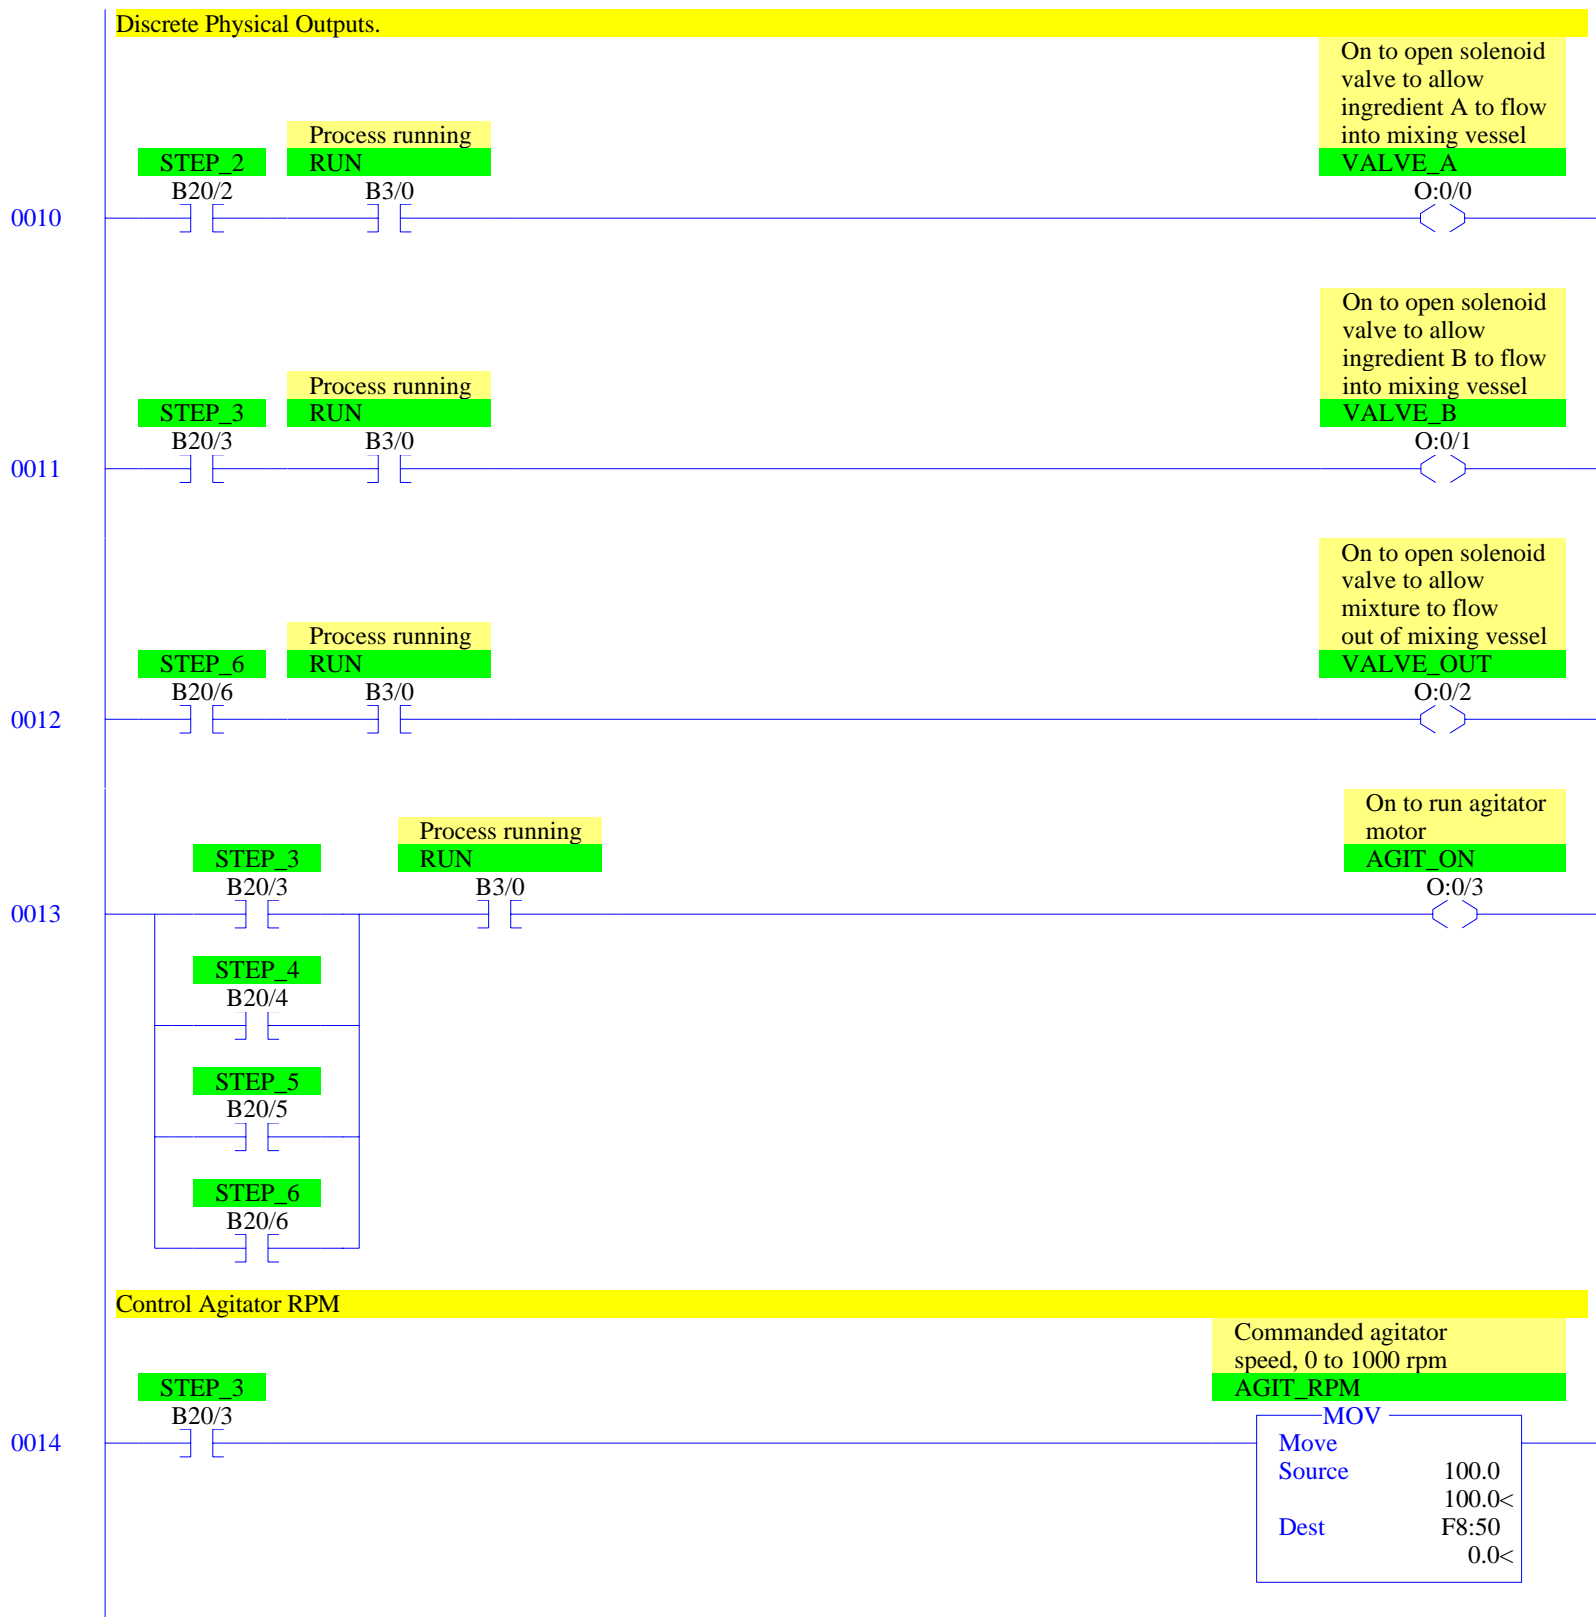 Discrete Physical Outputs.
On to open solenoid
valve to allow
ingredient A to flow
into mixing vessel
Process running
STEP_2
RUN
VALVE_A
B20/2
B3/0
O:0/0
0010
On to open solenoid
valve to allow
ingredient B to flow
into mixing vessel
Process running
STEP_3
RUN
VALVE_B
B20/3
B3/0
O:0/1
0011
On to open solenoid
valve to allow
mixture to flow
out of mixing vessel
Process running
STEP_6
RUN
VALVE_OUT
B20/6
B3/0
O:0/2
0012
On to run agitator
motor
Process running
STEP_3
RUN
AGIT_ON
B20/3
B3/0
O:0/3
0013
STEP_4
B20/4
STEP_5
B20/5
STEP_6
B20/6
Control Agitator RPM
Commanded agitator
speed, 0 to 1000 rpm
STEP_3
AGIT_RPM
B20/3
MOV
0014
Move
Source 100.0
100.0<
Dest F8:50
0.0<